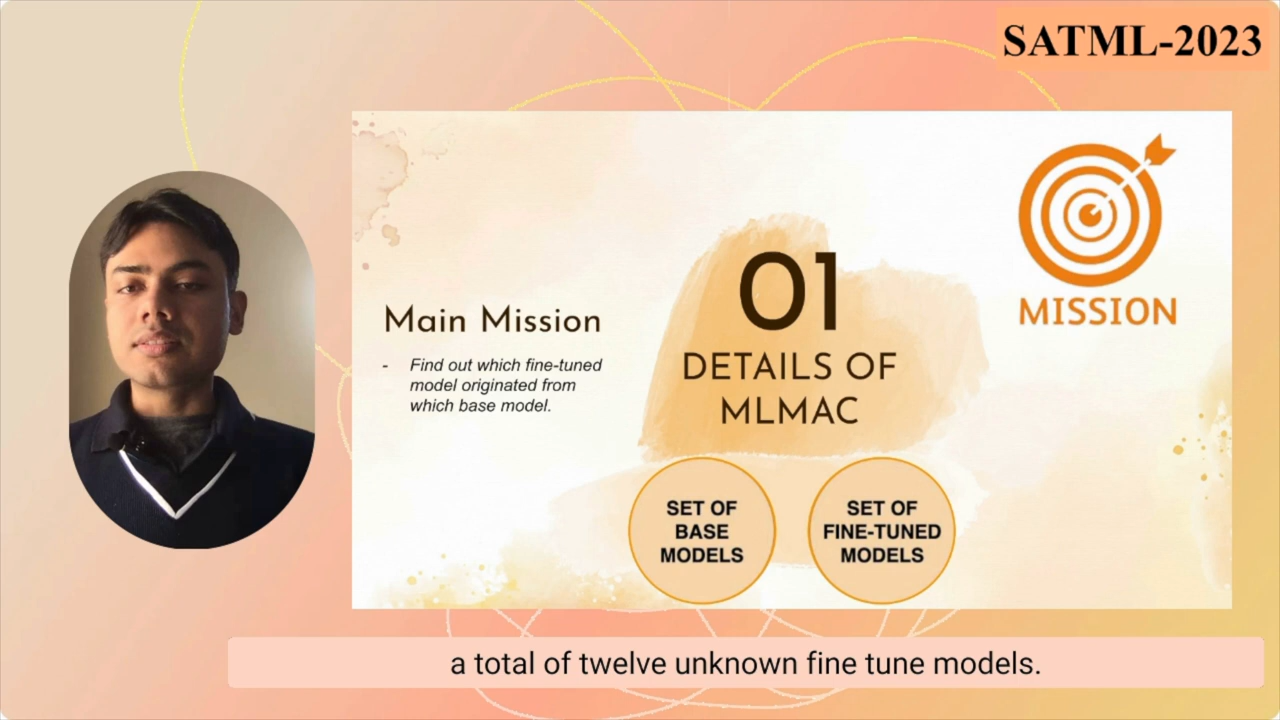 SATML-2023
MISSION
Main Mission
- Find out which fine-tuned
model originated from
which base model.
01
DETAILS OF
MLMAC
SET OF
BASE
MODELS
SET OF
FINE-TUNED
MODELS
a total of twelve unknown fine tune models.